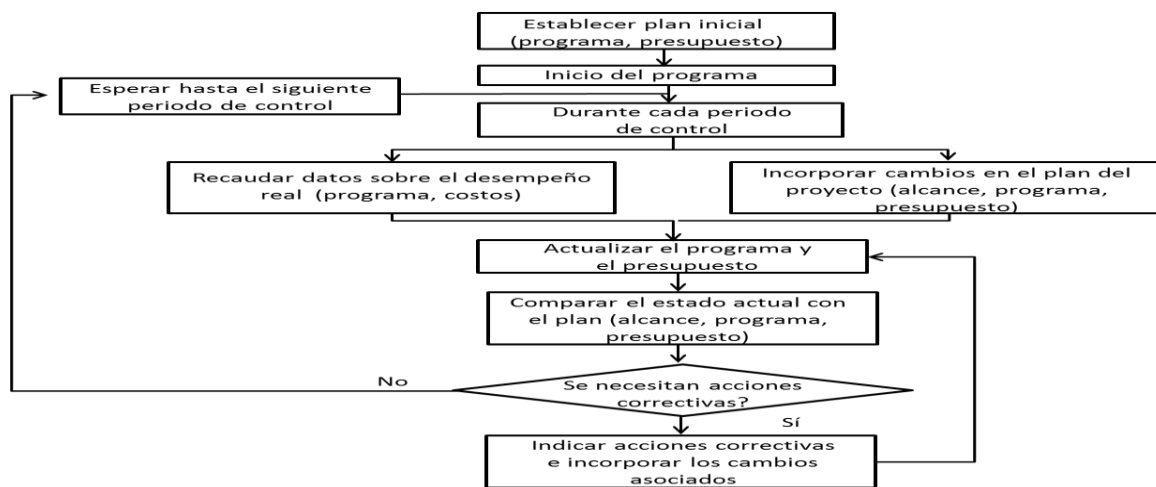 Establecer plan inicial
(programa, presupuesto)
Inicio del programa
Esperar hasta el siguiente
periodo de control
Durante cada periodo
de control
Recaudar datos sobre el desempeño
real (programa, costos)
Incorporar cambios en el plan del
proyecto (alcance, programa,
presupuesto)
Actualizar el programa y
el presupuesto
Comparar el estado actual con
el plan (alcance, programa,
presupuesto)
No
Se necesitan acciones
correctivas?
Sí
Indicar acciones correctivas
e incorporar los cambios
asociados